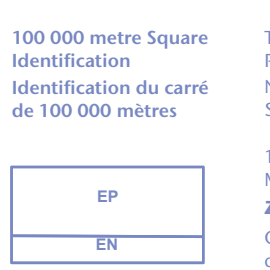 100 000 metre Square
Identification
Identification du carré
de 100 000 mètres
EP
EN